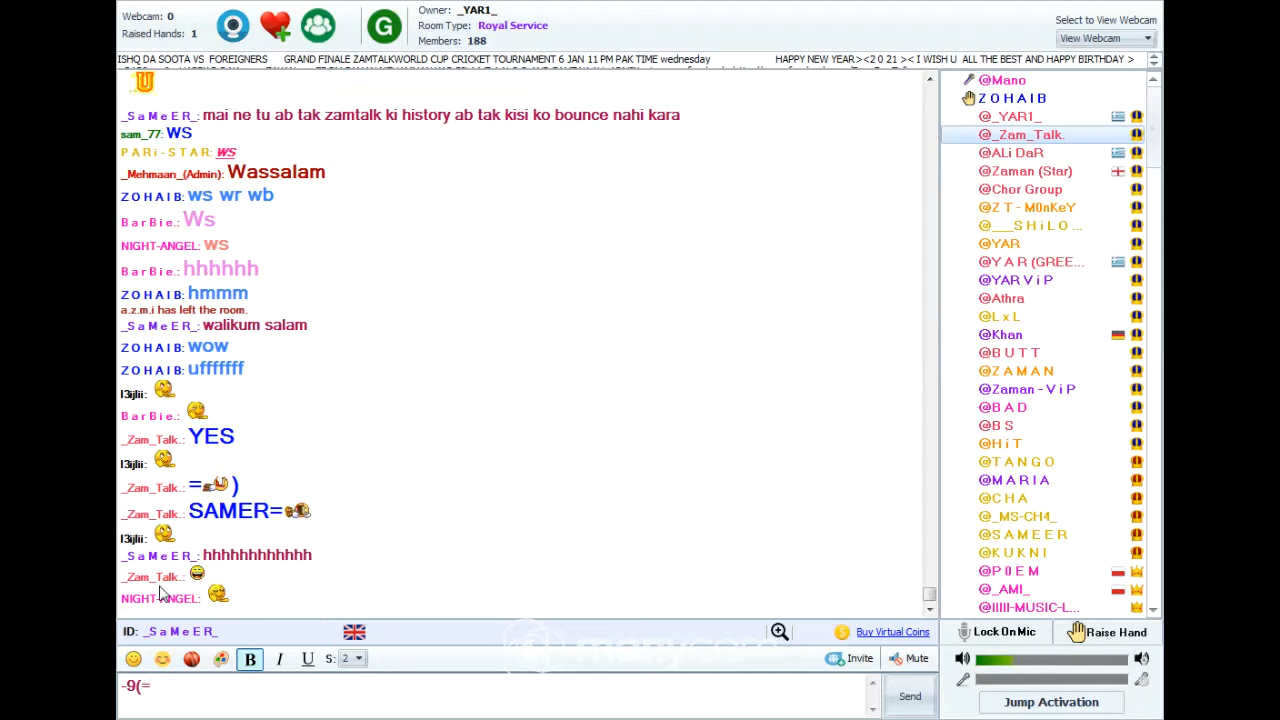 Webcam: 0
Raised Hands: 1
G
Owner: _YAR1_
Room Type: Royal Service
Members: 188
Select to View Webcam
View Webcam
ISHQ DA SOOTA VS FOREIGNERS GRAND FINALE ZAMTALKWORLD CUP CRICKET TOURNAMENT 6 JAN 11 PM PAK TIME wednesday HAPPY NEW YEAR><2 0 21 >< I WISH U ALL THE BEST AND HAPPY BIRTHDAY >
U
_S a M e E R_: mai ne tu ab tak zamtalk ki history ab tak kisi ko bounce nahi kara
sam_77: WS
P A R i - S T A R: WS
_Mehmaan_(Admin): Wassalam
Z O H A I B: ws wr wb
B a r B i e.: Ws
NIGHT-ANGEL: ws
B a r B i e.: hhhhhh
Z O H A I B: hmmm
a.z.m.i has left the room.
_S a M e E R_: walikum salam
Z O H A I B: wow
Z O H A I B: ufffffff
B a r B i e.:
_Zam_Talk.: YES
_Zam_Talk.: = )
_Zam_Talk.: SAMER=
_S a M e E R_: hhhhhhhhhhhh
_Zam_Talk.:
NIGHT-ANGEL:
@Mano
Z O H A I B
@_YAR1_
@_Zam_Talk.
@ALi DaR
@Zaman (Star)
@Chor Group
@Z T - M0nKeY
@___S H i L O ...
@YAR
@Y A R (GREE...
@YAR V i P
@Athra
@L x L
@Khan
@B U T T
@Z A M A N
@Zaman - V i P
@B A D
@B S
@H i T
@T A N G O
@M A R I A
@C H A
@_MS-CH4_
@S A M E E R
@K U K N I
@P 0 E M
@_AMI_
@IIIII-MUSIC-L...
ID: _S a M e E R_
Buy Virtual Coins
Lock On Mic
Raise Hand
B I U S: 2
Invite
Mute
-9(=
Send
Jump Activation